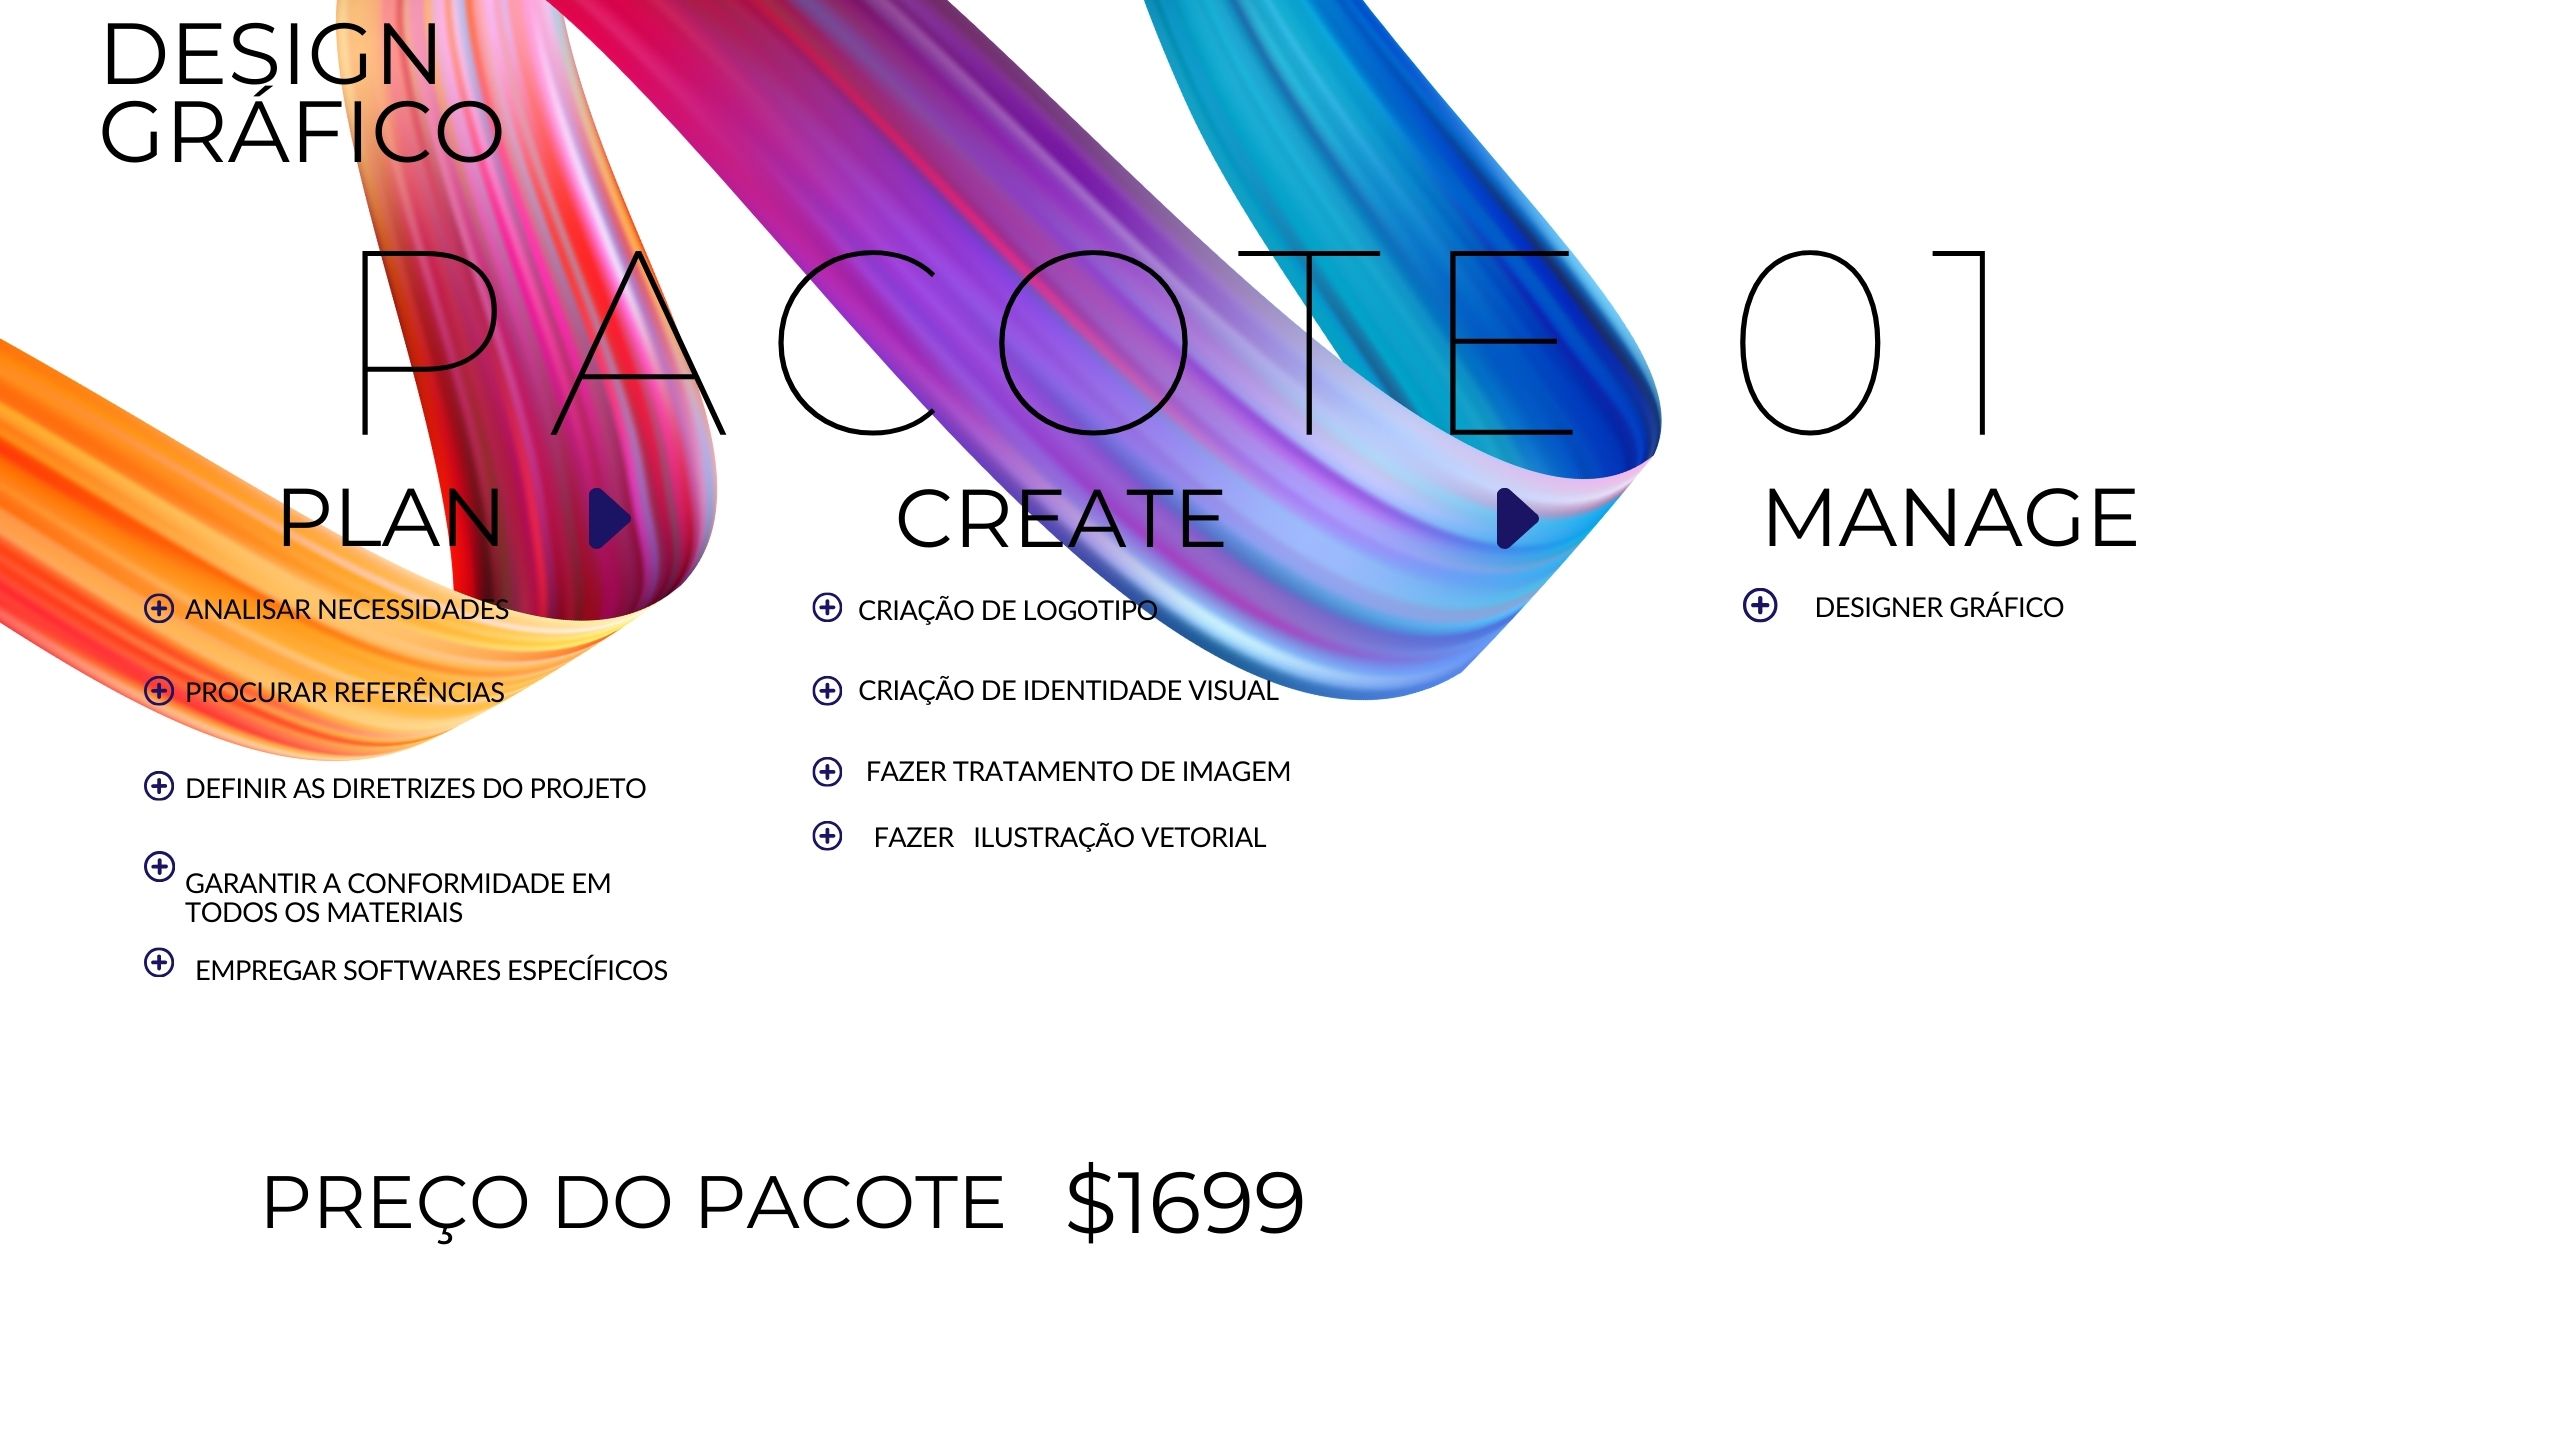 DESIGN
GRÁFICO
PACOTE 01
PLAN
ANALISAR NECESSIDADES
PROCURAR REFERÊNCIAS
DEFINIR AS DIRETRIZES DO PROJETO
GARANTIR A CONFORMIDADE EM
TODOS OS MATERIAIS
EMPREGAR SOFTWARES ESPECÍFICOS
CREATE
CRIAÇÃO DE LOGOTIPO
CRIAÇÃO DE IDENTIDADE VISUAL
FAZER TRATAMENTO DE IMAGEM
FAZER ILUSTRAÇÃO VETORIAL
MANAGE
DESIGNER GRÁFICO
PREÇO DO PACOTE $1699